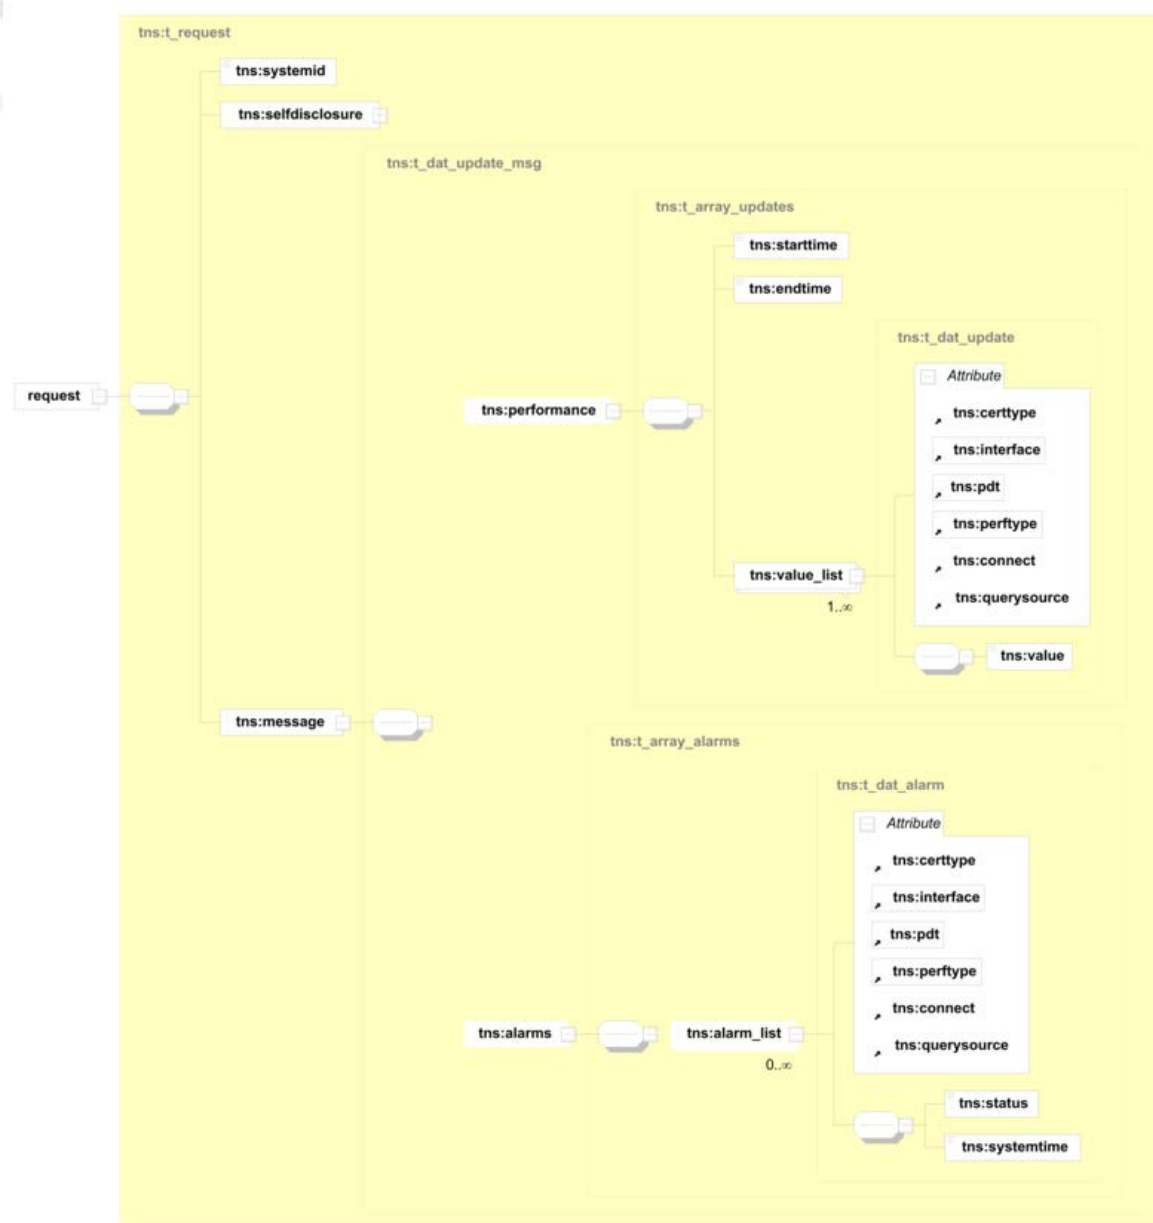 tns:t_request
tns:systemid
tns:selfdisclosure
tns:t_dat_update_msg
tns:t_array_updates
tns:starttime
tns:endtime
tns:t_dat_update
Attribute
request
tns:performance
tns:certtype
tns:interface
tns:pdt
tns:perftype
tns:connect
tns:value_list
tns:querysource
1..∞
tns:value
tns:message
tns:t_array_alarms
tns:t_dat_alarm
Attribute
tns:certtype
tns:interface
tns:pdt
tns:perftype
tns:connect
tns:alarms
tns:alarm_list
tns:querysource
0..∞
tns:status
tns:systemtime